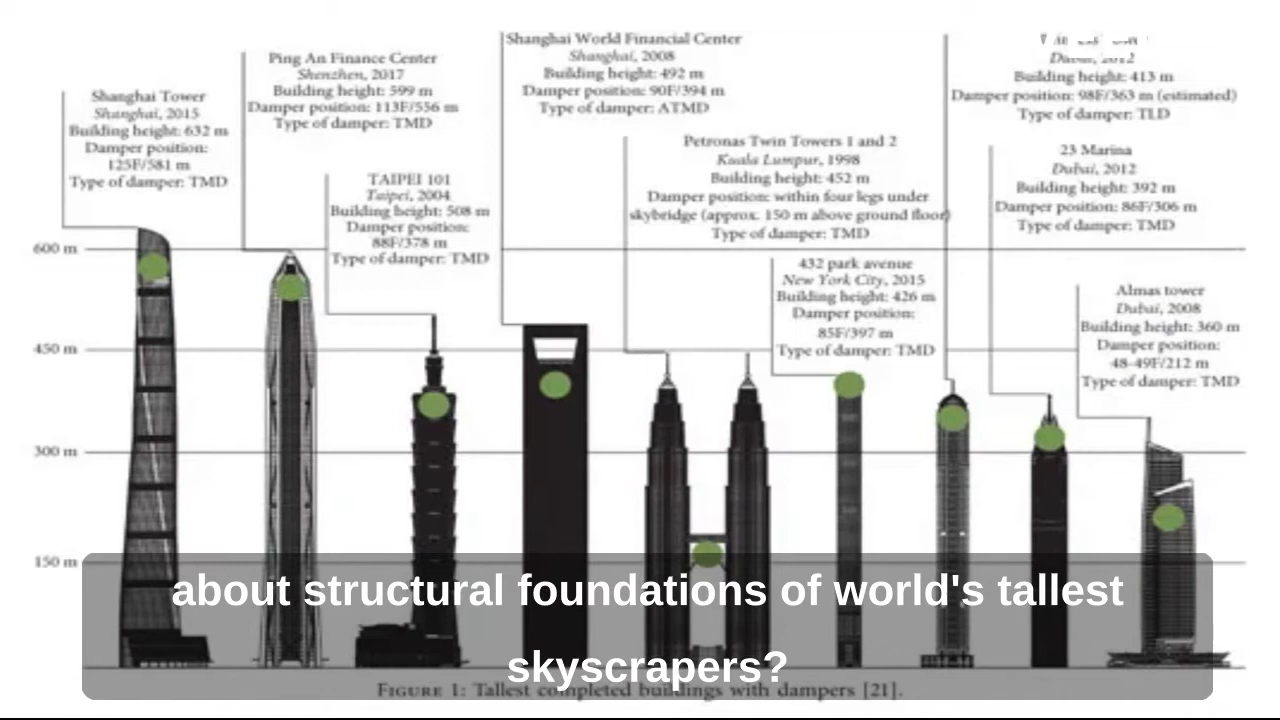 Shanghai Tower
Shanghai, 2015
Building height: 632 m
Damper position:
125F/581 m
Type of damper: TMD
Ping An Finance Center
Shenzhen, 2017
Building height: 599 m
Damper position: 113F/556 m
Type of damper: TMD
TAIPEI 101
Taipei, 2004
Building height: 508 m
Damper position:
88F/378 m
Type of damper: TMD
Shanghai World Financial Center
Shanghai, 2008
Building height: 492 m
Damper position: 90F/394 m
Type of damper: ATMD
Petronas Twin Towers 1 and 2
Kuala Lumpur, 1998
Building height: 452 m
Damper position: within four legs under
skybridge (approx. 150 m above ground floor)
Type of damper: TMD
432 park avenue
New York City, 2015
Building height: 426 m
Damper position:
85F/397 m
Type of damper: TMD
Dubai, 2012
Building height: 413 m
Damper position: 98F/363 m (estimated)
Type of damper: TLD
23 Marina
Dubai, 2012
Building height: 392 m
Damper position: 86F/306 m
Type of damper: TMD
Almas tower
Dubai, 2008
Building height: 360 m
Damper position:
48-49F/212 m
Type of damper: TMD
600 m
450 m
300 m
150 m
about structural foundations of world's tallest
skyscrapers?
FIGURE 1: Tallest completed buildings with dampers [21].